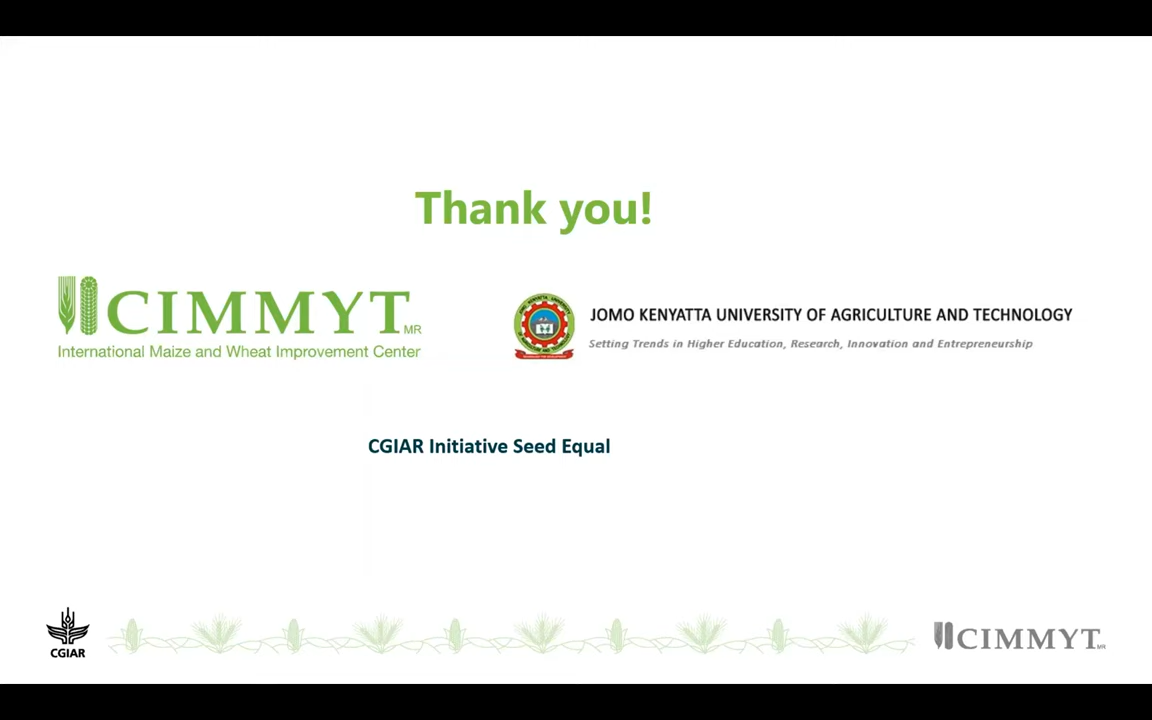 Thank you!
CIMMYT MR
International Maize and Wheat Improvement Center
JOMO KENYATTA UNIVERSITY OF AGRICULTURE AND TECHNOLOGY
Setting Trends in Higher Education, Research, Innovation and Entrepreneurship
CGIAR Initiative Seed Equal
CGIAR
CIMMYT MR